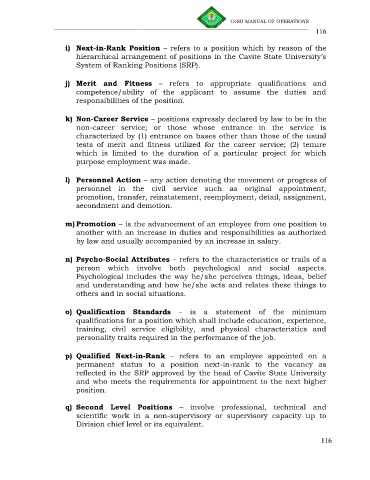 CvSU MANUAL OF OPERATIONS
116
i) Next-in-Rank Position – refers to a position which by reason of the
hierarchical arrangement of positions in the Cavite State University's
System of Ranking Positions (SRP).
j) Merit and Fitness – refers to appropriate qualifications and
competence/ability of the applicant to assume the duties and
responsibilities of the position.
k) Non-Career Service – positions expressly declared by law to be in the
non-career service; or those whose entrance in the service is
characterized by (1) entrance on bases other than those of the usual
tests of merit and fitness utilized for the career service; (2) tenure
which is limited to the duration of a particular project for which
purpose employment was made.
l) Personnel Action – any action denoting the movement or progress of
personnel in the civil service such as original appointment,
promotion, transfer, reinstatement, reemployment, detail, assignment,
secondment and demotion.
m) Promotion – is the advancement of an employee from one position to
another with an increase in duties and responsibilities as authorized
by law and usually accompanied by an increase in salary.
n) Psycho-Social Attributes – refers to the characteristics or trails of a
person which involve both psychological and social aspects.
Psychological includes the way he/she perceives things, ideas, belief
and understanding and how he/she acts and relates these things to
others and in social situations.
o) Qualification Standards – is a statement of the minimum
qualifications for a position which shall include education, experience,
training, civil service eligibility, and physical characteristics and
personality traits required in the performance of the job.
p) Qualified Next-in-Rank – refers to an employee appointed on a
permanent status to a position next-in-rank to the vacancy as
reflected in the SRP approved by the head of Cavite State University
and who meets the requirements for appointment to the next higher
position.
q) Second Level Positions – involve professional, technical and
scientific work in a non-supervisory or supervisory capacity up to
Division chief level or its equivalent.
116